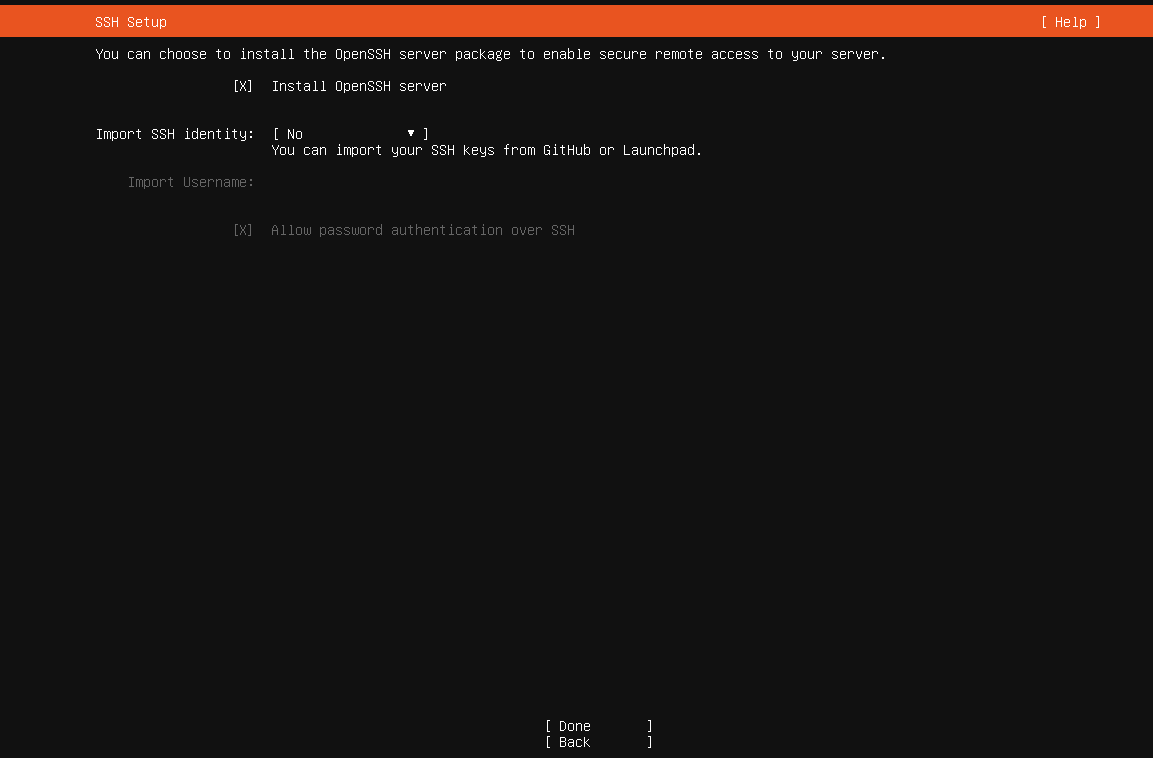 SSH Setup [ Help ]
You can choose to install the OpenSSH server package to enable secure remote access to your server.
[X] Install OpenSSH server
Import SSH identity: [ No ▼ ]
You can import your SSH keys from GitHub or Launchpad.
Import Username:
[X] Allow password authentication over SSH
[ Done ]
[ Back ]